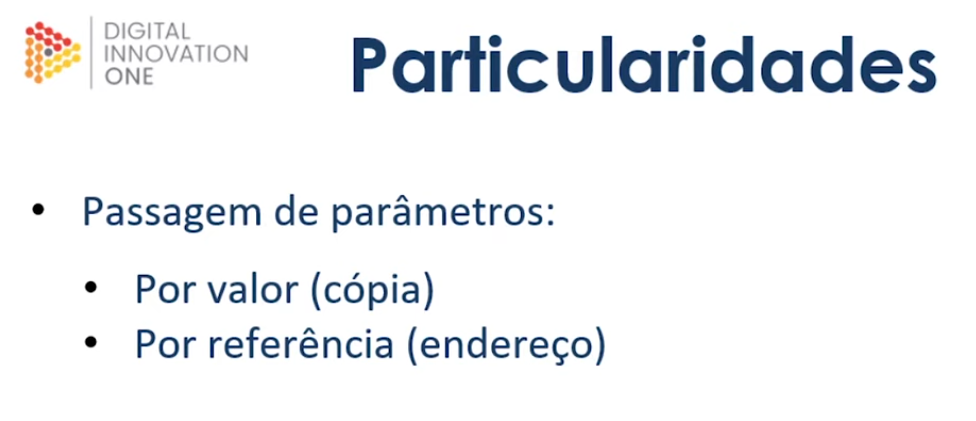 DIGITAL
INNOVATION
ONE
Particularidades
• Passagem de parâmetros:
• Por valor (cópia)
• Por referência (endereço)